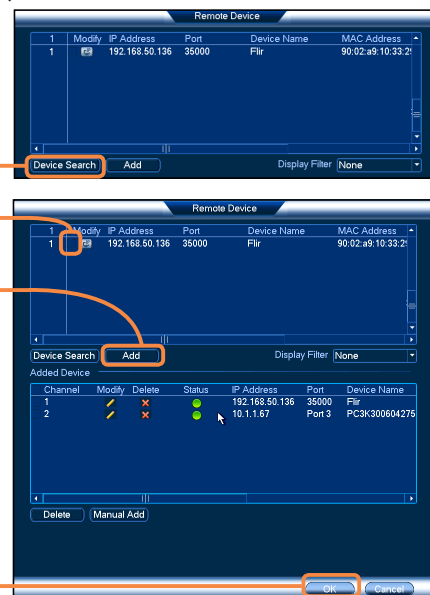 Remote Device
1 Modify IP Address Port Device Name MAC Address
1 192.168.50.136 35000 Flir 90:02:a9:10:33:2
Device Search Add Display Filter None
Remote Device
1 Modify IP Address Port Device Name MAC Address
1 192.168.50.136 35000 Flir 90:02:a9:10:33:2
Device Search Add Display Filter None
Added Device
Channel Modify Delete Status IP Address Port Device Name
1 192.168.50.136 35000 Flir
2 10.1.1.67 Port 3 PC3K300604275
Delete Manual Add
OK Cancel